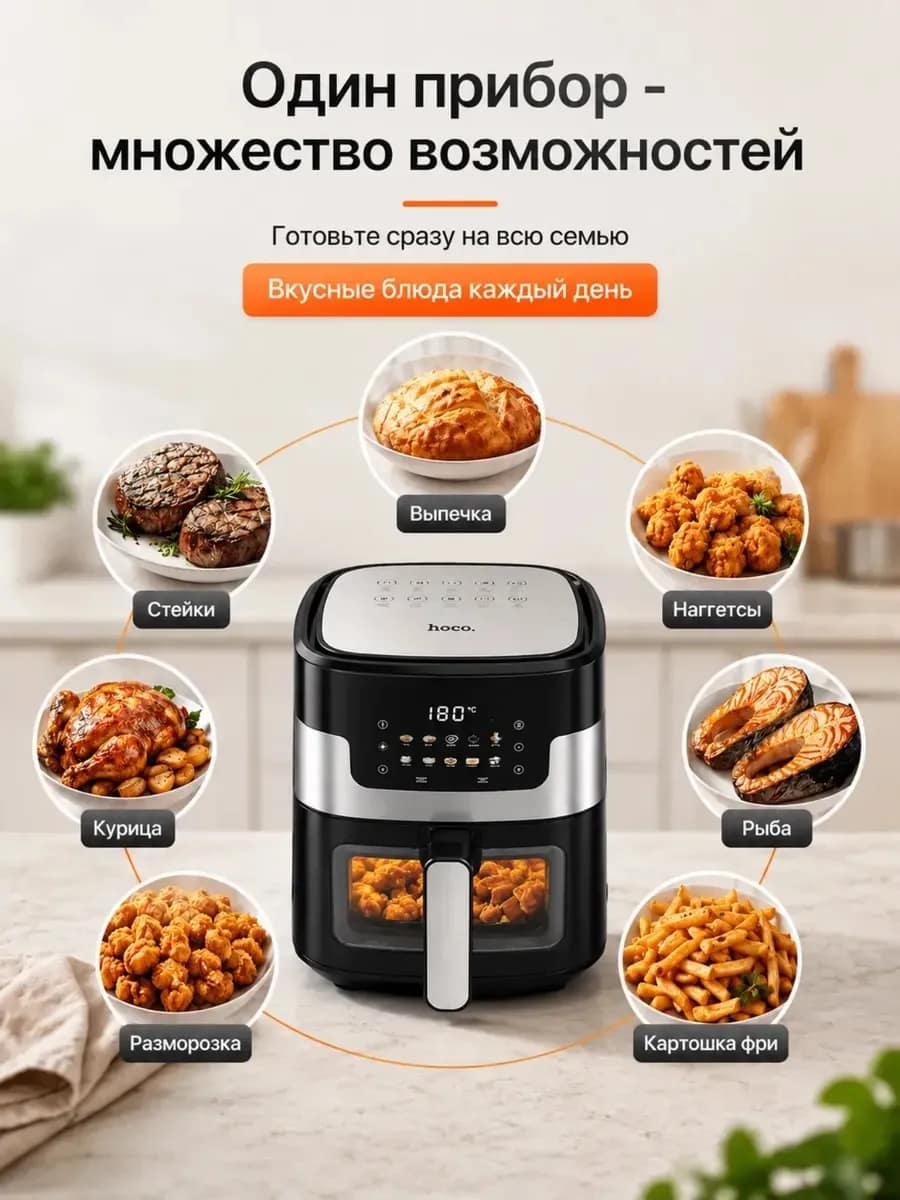 Один прибор -
множество возможностей
Готовьте сразу на всю семью
Вкусные блюда каждый день
Выпечка
Стейки
Наггетсы
hoco.
180°C
Курица
Рыба
Разморозка
Картошка фри